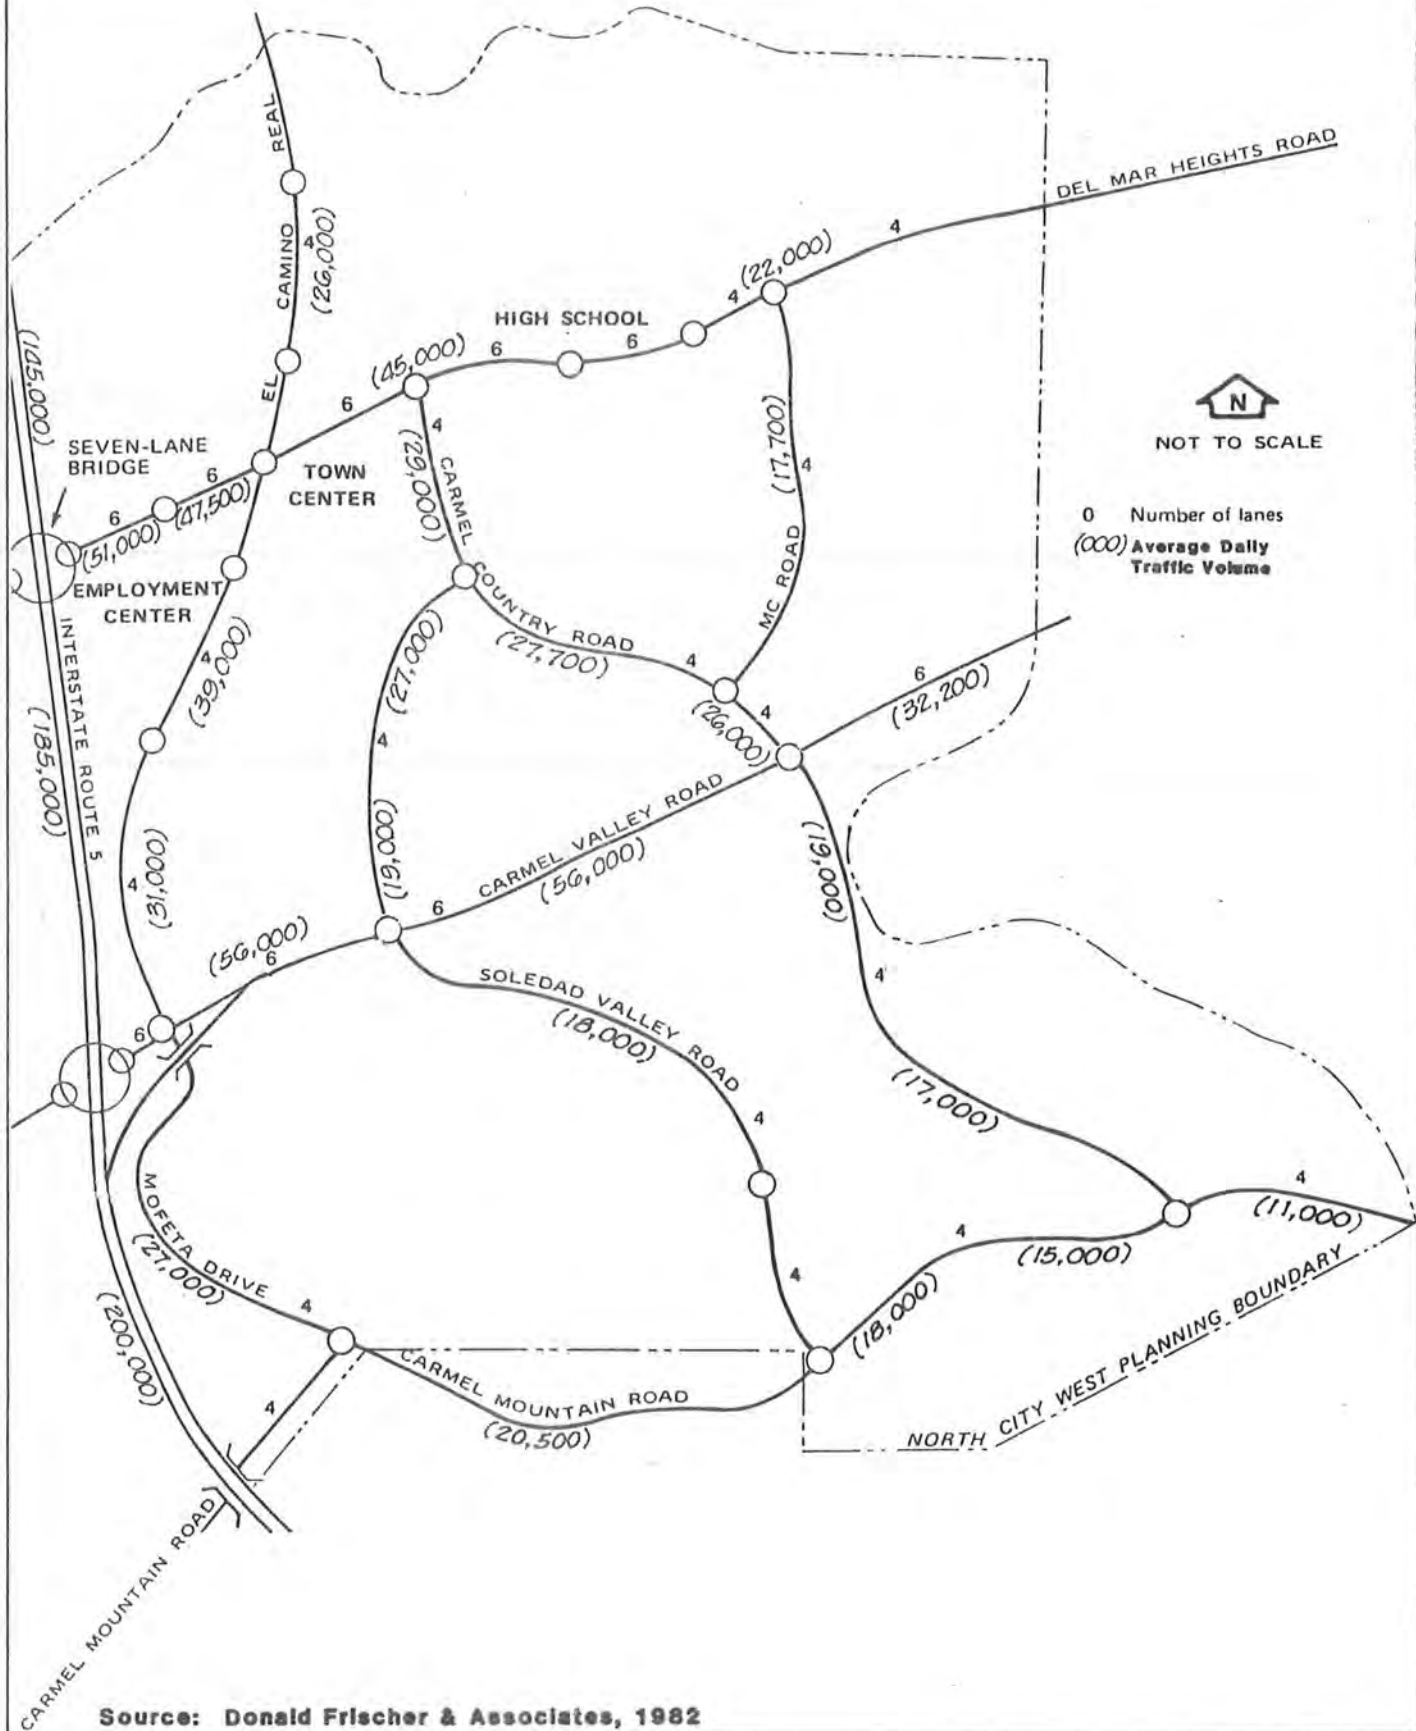 DEL MAR HEIGHTS ROAD
4
EL CAMINO REAL
4
(26,000)
(22,000)
4
HIGH SCHOOL
6
6
(45,000)
6
(145,000)
SEVEN-LANE
BRIDGE
6
(47,500)
6
(51,000)
TOWN
CENTER
EMPLOYMENT
CENTER
4
(29,000)
CARMEL COUNTRY ROAD
(27,700)
4
(17,700)
4
MC ROAD
N
NOT TO SCALE
0 Number of lanes
(000) Average Daily
Traffic Volume
INTERSTATE ROUTE 5
(185,000)
4
(39,000)
4
(31,000)
(27,000)
4
(15,000)
4
(26,000)
6
(32,200)
CARMEL VALLEY ROAD
(56,000)
6
(56,000)
6
6
(19,000)
4
SOLEDAD VALLEY ROAD
(18,000)
4
4
(17,000)
MOFETA DRIVE
(27,000)
4
(200,000)
4
CARMEL MOUNTAIN ROAD
(20,500)
(18,000)
4
(15,000)
4
(11,000)
NORTH CITY WEST PLANNING BOUNDARY
CARMEL MOUNTAIN ROAD
Source: Donald Frischer & Associates, 1982